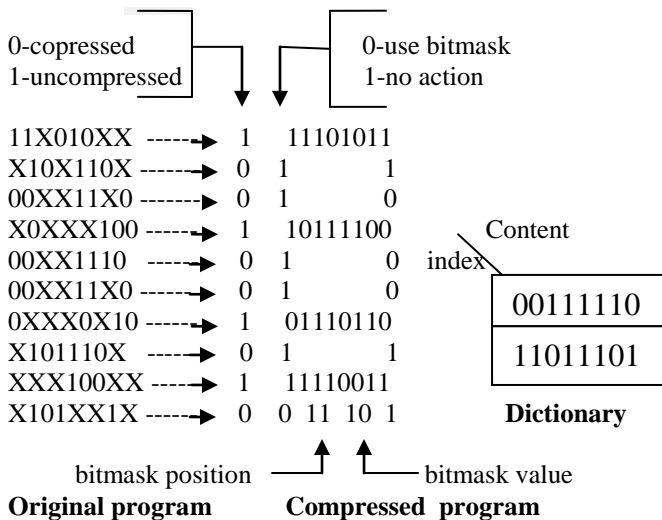 0-copressed
1-uncompressed
0-use bitmask
1-no action
11X010XX 1 11101011
X10X110X 0 1 1
00XX11X0 0 1 0
X0XXX100 1 10111100
00XX1110 0 1 0
00XX11X0 0 1 0
0XXX0X10 1 01110110
X101110X 0 1 1
XXX100XX 1 11110011
X101XX1X 0 0 11 10 1
Content
index
00111110
11011101
Dictionary
bitmask position
bitmask value
Original program
Compressed program